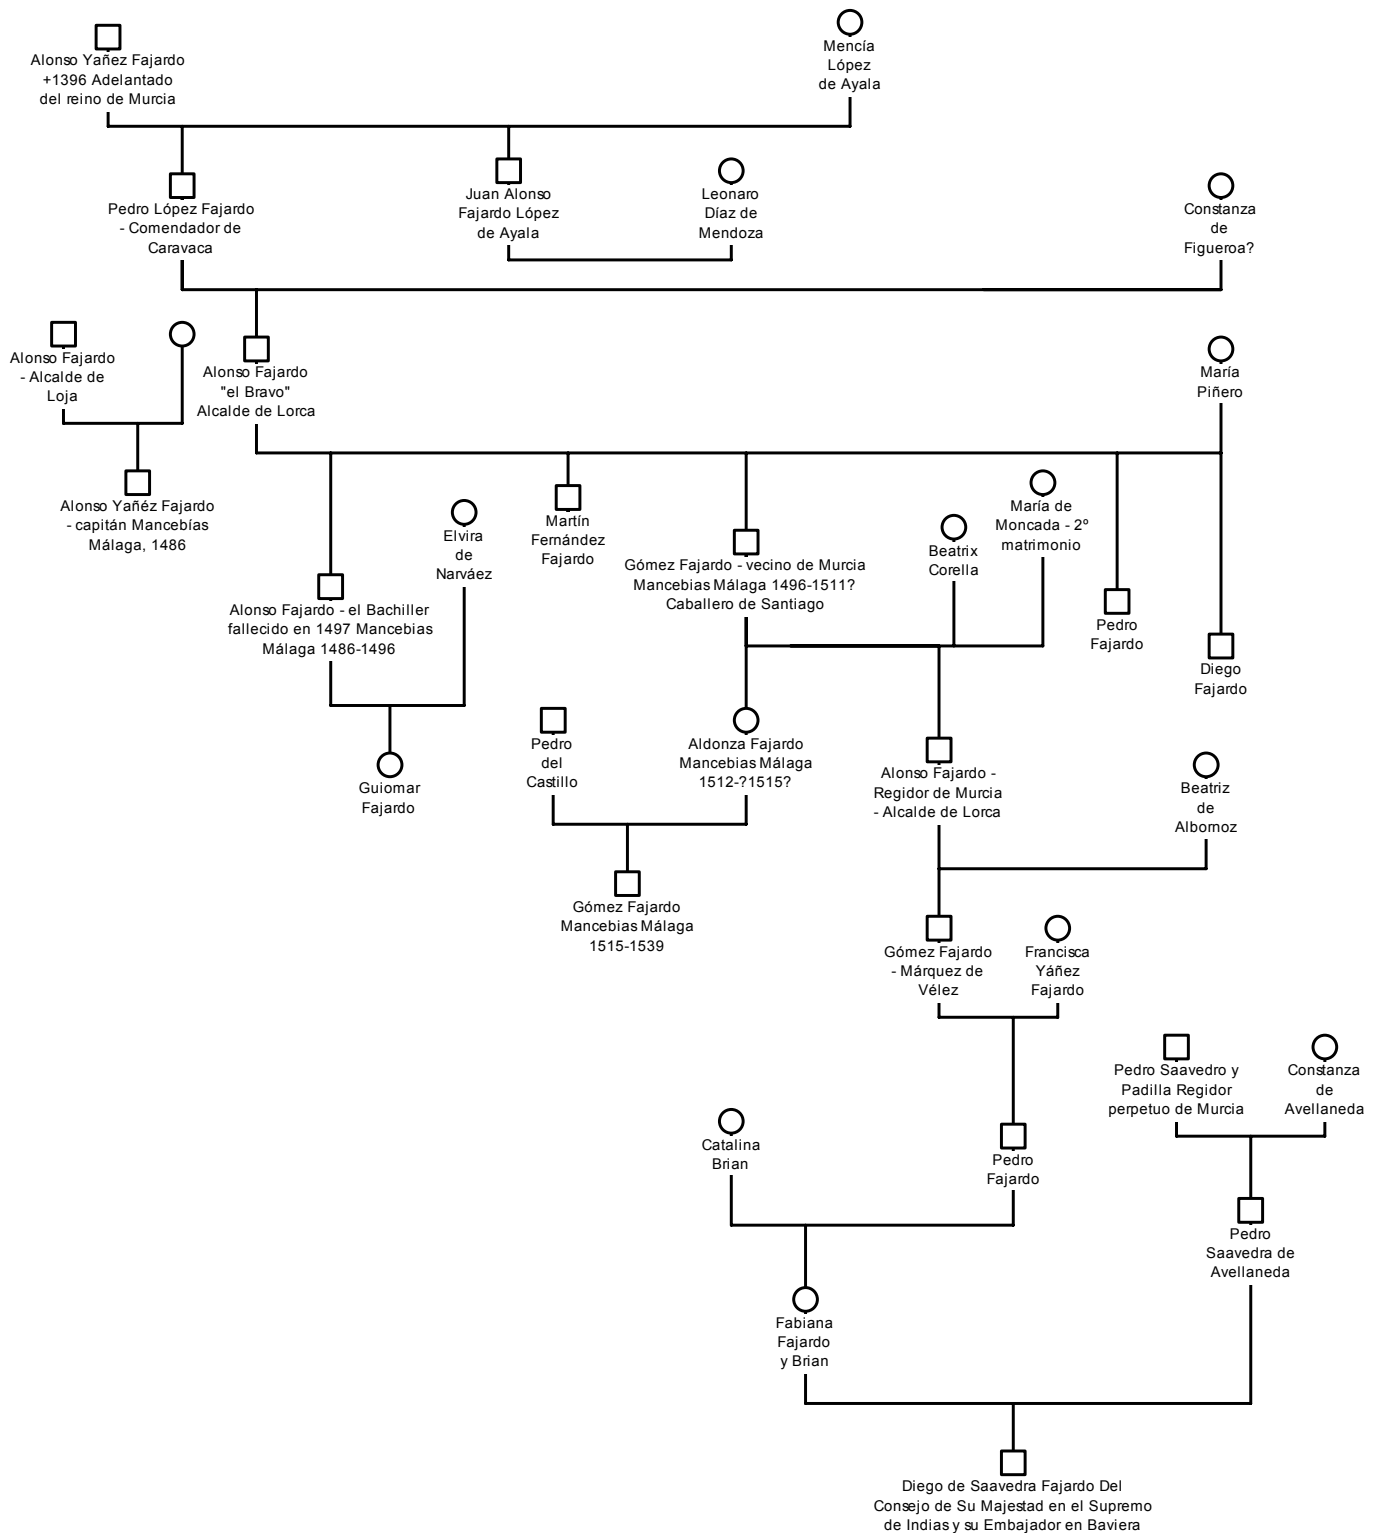 Alonso Yañez Fajardo
+1396 Adelantado
del reino de Murcia
Mencía
López
de Ayala
Pedro López Fajardo
- Comendador de
Caravaca
Juan Alonso
Fajardo López
de Ayala
Leonaro
Díaz de
Mendoza
Constanza
de
Figueroa?
Alonso Fajardo
- Alcalde de
Loja
Alonso Fajardo
"el Bravo"
Alcalde de Lorca
María
Piñero
Alonso Yañéz Fajardo
- capitán Mancebías
Málaga, 1486
Elvira
de
Narváez
Martín
Fernández
Fajardo
Gómez Fajardo - vecino de Murcia
Mancebias Málaga 1496-1511?
Caballero de Santiago
Beatrix
Corella
María de
Moncada - 2º
matrimonio
Alonso Fajardo - el Bachiller
fallecido en 1497 Mancebias
Málaga 1486-1496
Pedro
Fajardo
Diego
Fajardo
Guiomar
Fajardo
Pedro
del
Castillo
Aldonza Fajardo
Mancebias Málaga
1512-?1515?
Alonso Fajardo -
Regidor de Murcia
- Alcalde de Lorca
Beatriz
de
Albornoz
Gómez Fajardo
Mancebias Málaga
1515-1539
Gómez Fajardo
- Márquez de
Vélez
Francisca
Yáñez
Fajardo
Pedro Saavedro y
Padilla Regidor
perpetuo de Murcia
Constanza
de
Avellaneda
Catalina
Brian
Pedro
Fajardo
Pedro
Saavedra de
Avellaneda
Fabiana
Fajardo
y Brian
Diego de Saavedra Fajardo Del
Consejo de Su Majestad en el Supremo
de Indias y su Embajador en Baviera